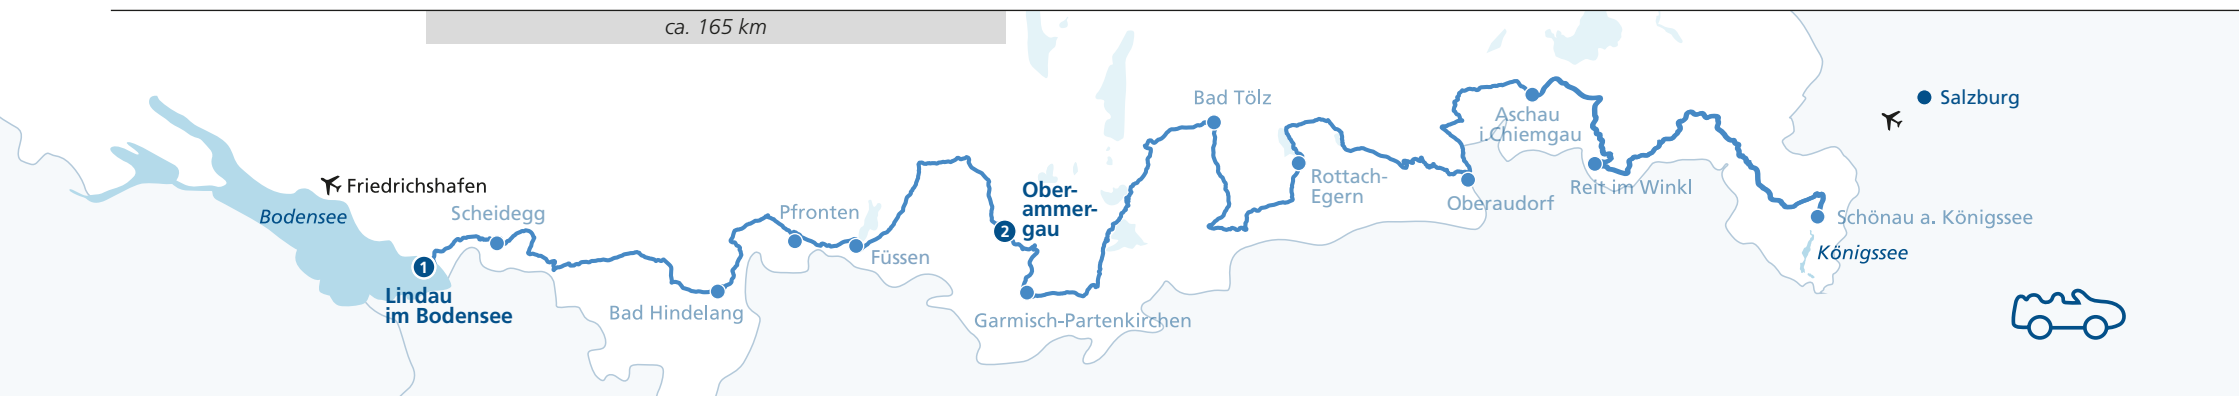 ca. 165 km
Friedrichshafen
Bodensee
Scheidegg
1
Lindau
im Bodensee
Bad Hindelang
Pfronten
Füssen
2
Ober-
ammer-
gau
Garmisch-Partenkirchen
Bad Tölz
Rottach-
Egern
Oberaudorf
Aschau
i.Chiemgau
Reit im Winkl
Salzburg
Schönau a. Königssee
Königssee